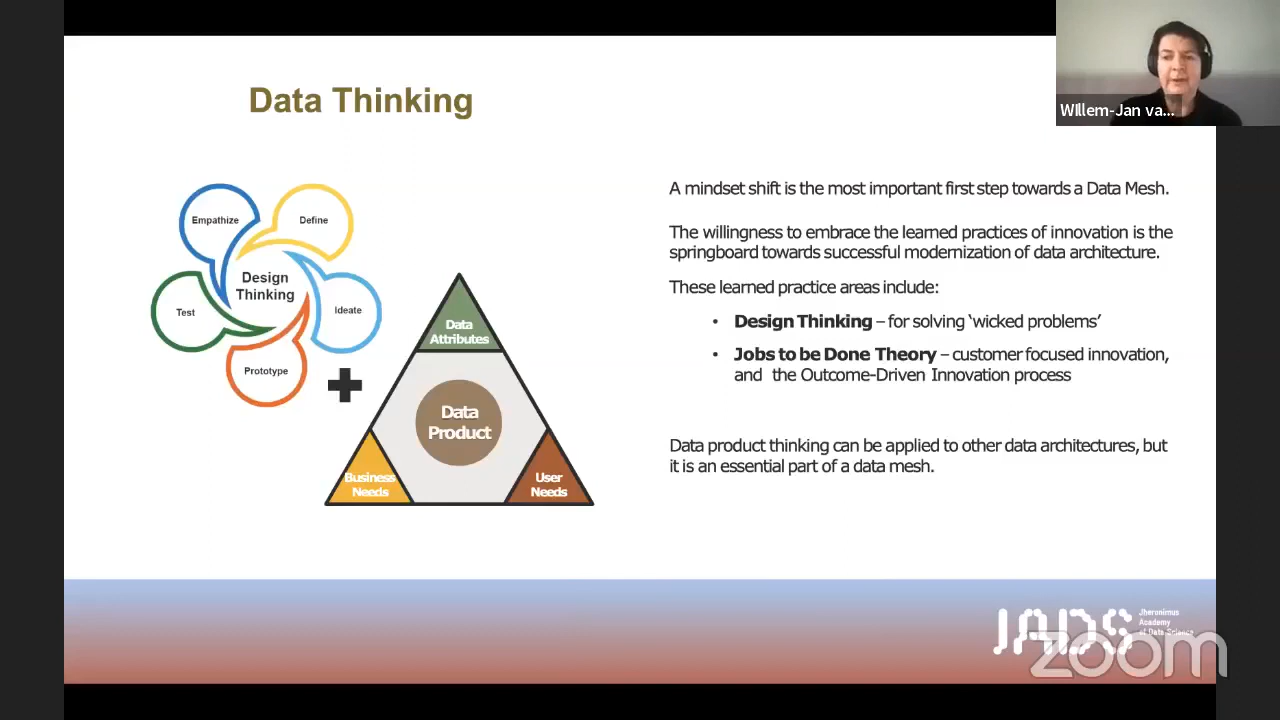 WIllem-Jan va...
Data Thinking
Empathize
Define
Design
Thinking
Test
Ideate
Prototype
Data
Attributes
Data
Product
Business
Needs
User
Needs
A mindset shift is the most important first step towards a Data Mesh.
The willingness to embrace the learned practices of innovation is the
springboard towards successful modernization of data architecture.
These learned practice areas include:
• Design Thinking – for solving ‘wicked problems’
• Jobs to be Done Theory – customer focused innovation,
and the Outcome-Driven Innovation process
Data product thinking can be applied to other data architectures, but
it is an essential part of a data mesh.
JADS
Jheronimus
Academy
of Data Science
zoom